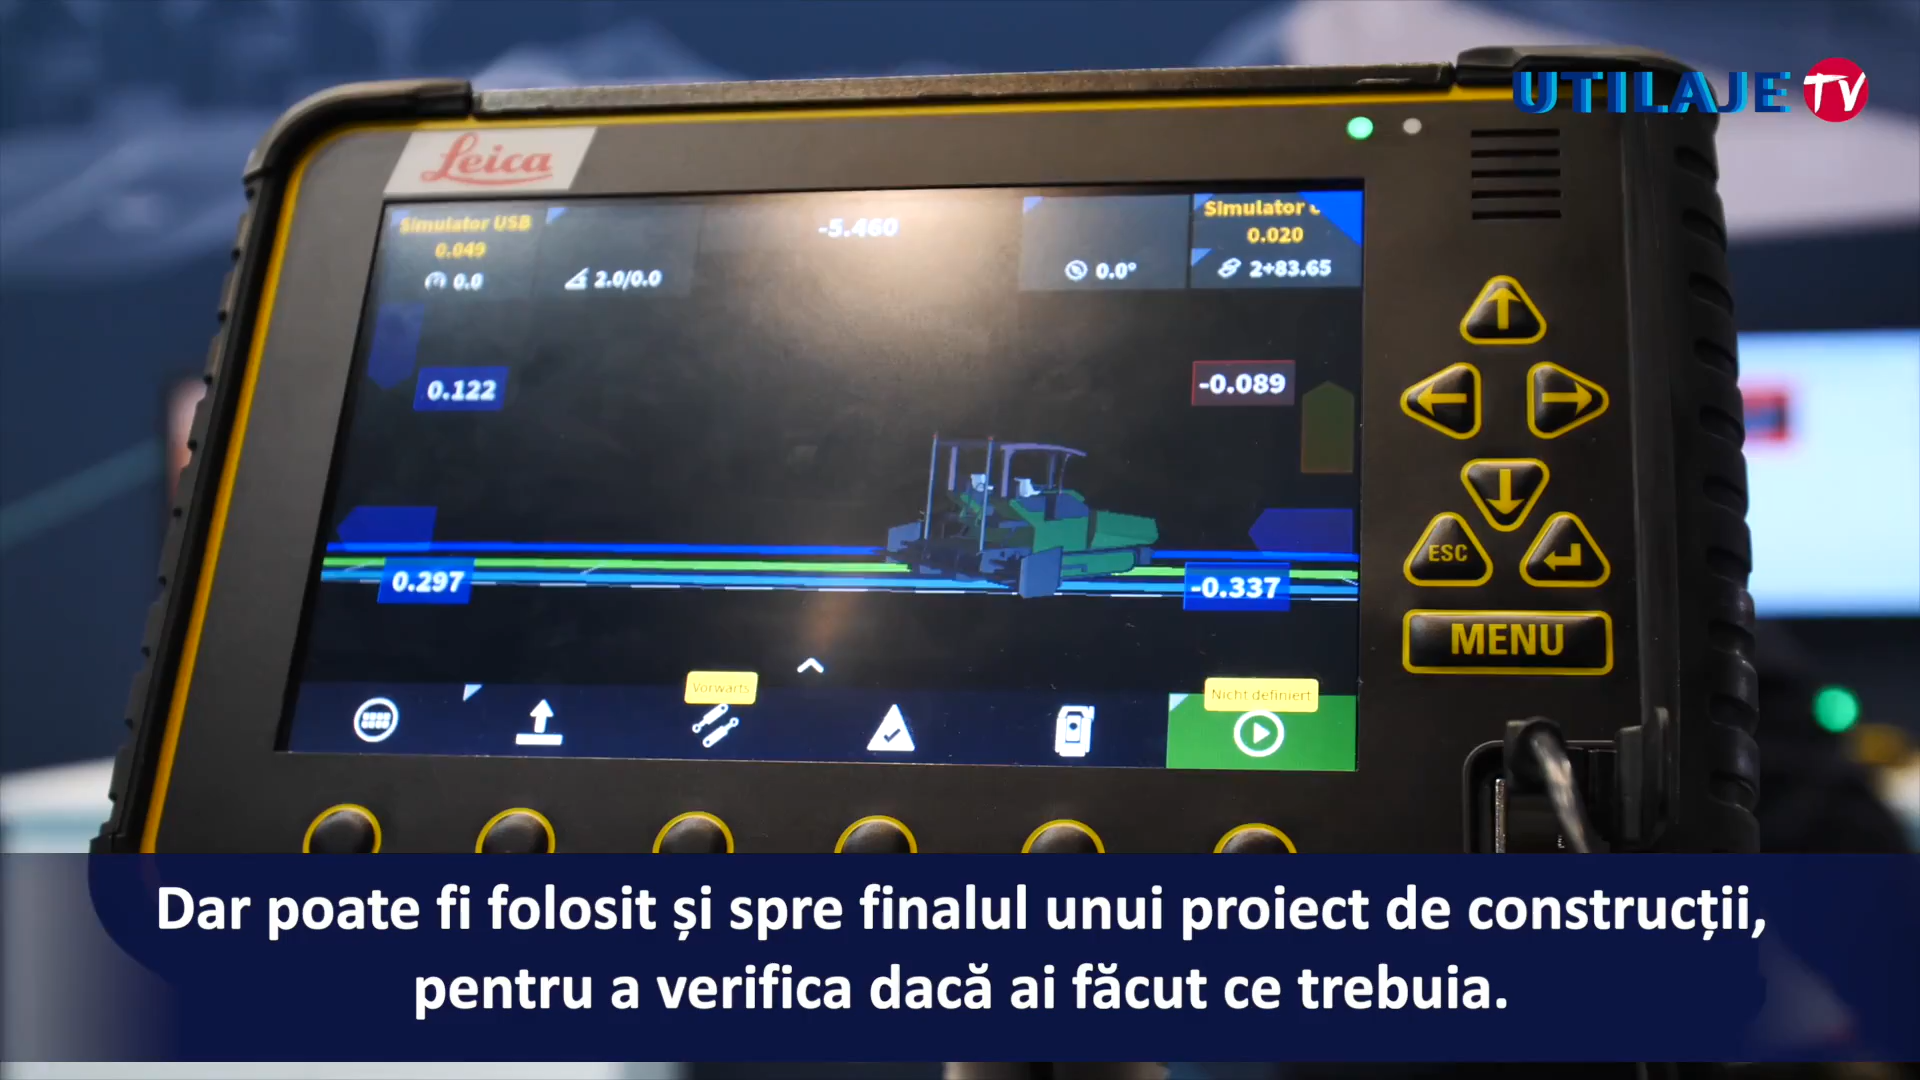 UTILAJE TV
Leica
Simulator USB
0.049
0.0
2.0/0.0
-5.460
0.0°
Simulator
0.020
2+83.65
0.122
-0.089
0.297
-0.337
Vorwärts
Nicht definiert
ESC
MENU
Dar poate fi folosit și spre finalul unui proiect de construcții,
pentru a verifica dacă ai făcut ce trebuia.